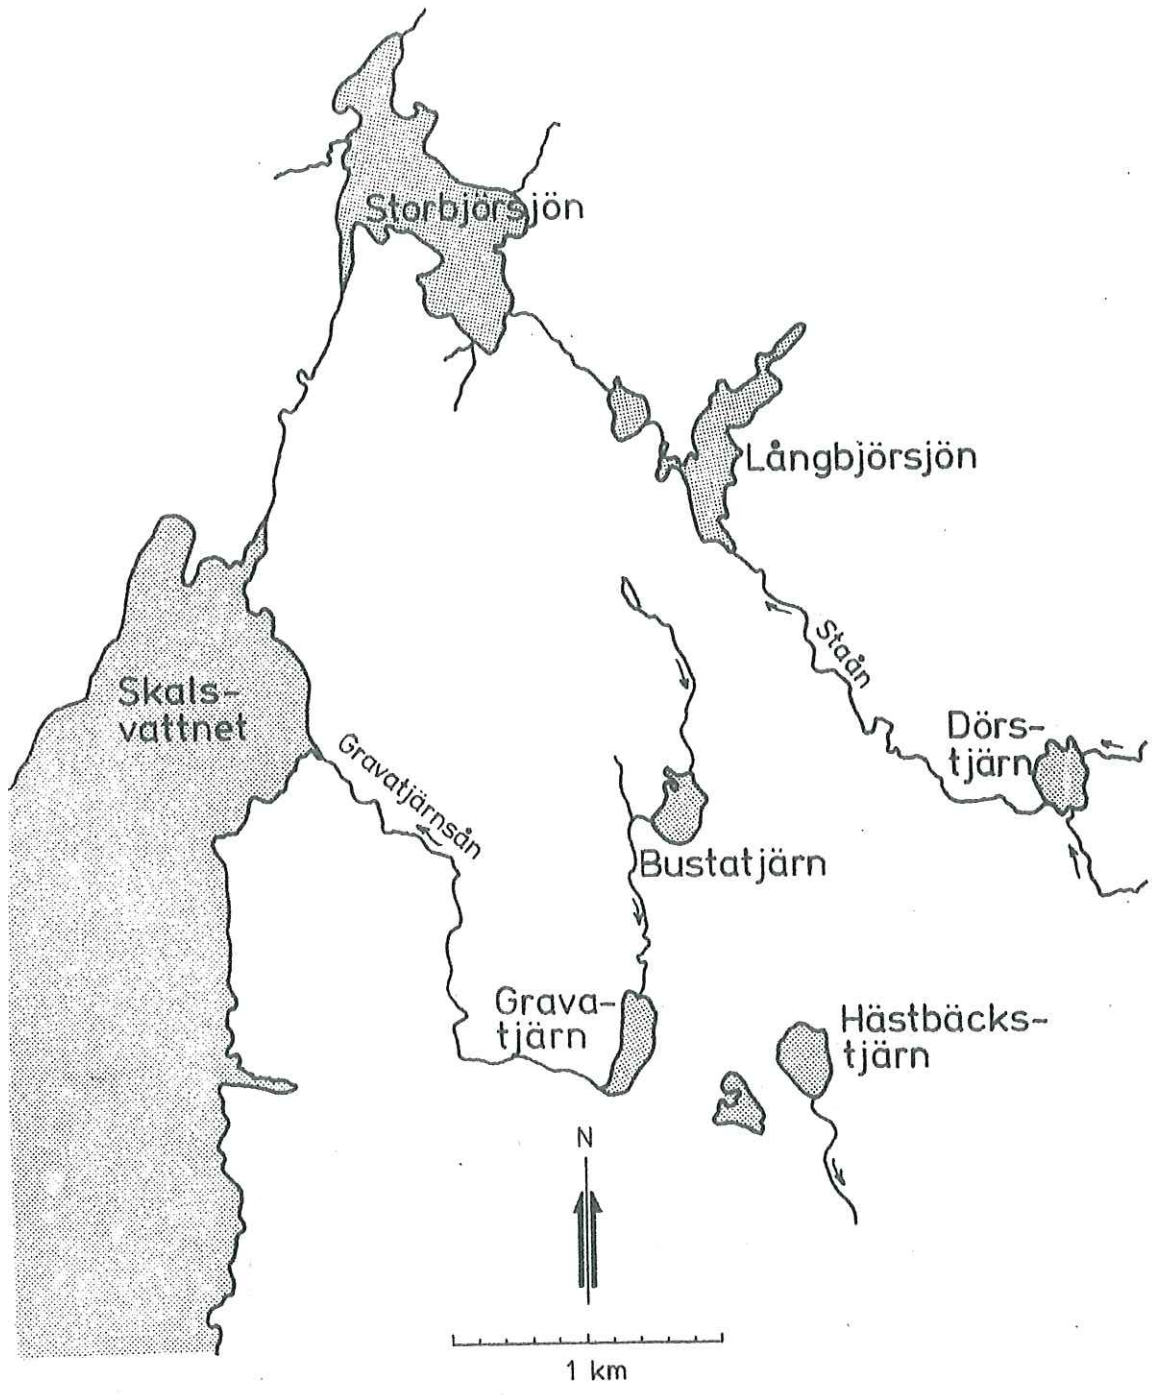 Storbjörsjön
Långbjörsjön
Staån
Skals-
vattnet
Dörs-
tjärn
Gravatjärnsån
Bustatjärn
Grava-
tjärn
Hästbäcks-
tjärn
N
1 km